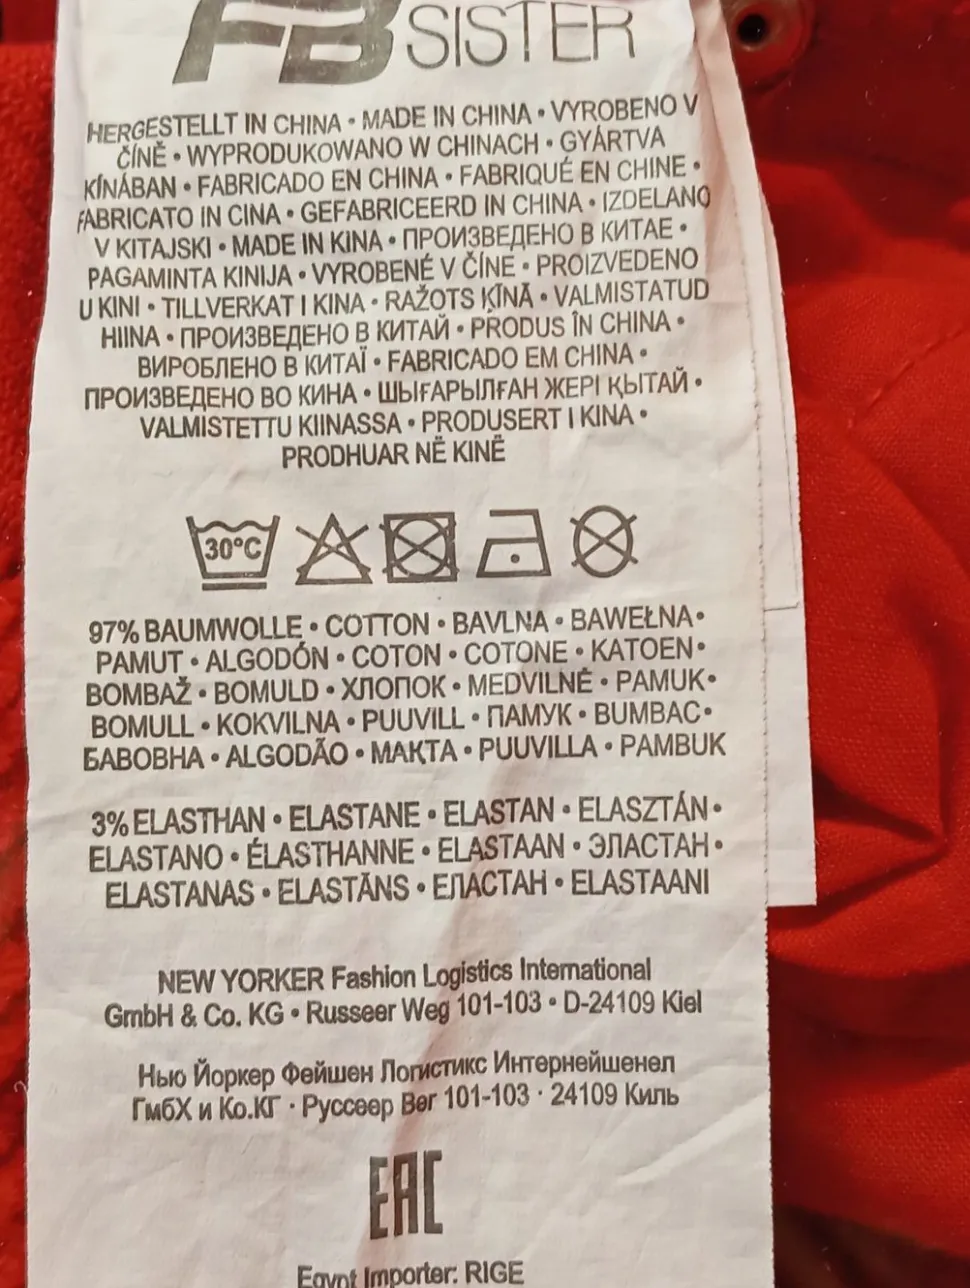 FB SISTER
HERGESTELLT IN CHINA • MADE IN CHINA • VYROBENO V
ČÍNĚ • WYPRODUKOWANO W CHINACH • GYÁRTVA
KÍNÁBAN • FABRICADO EN CHINA • FABRIQUÉ EN CHINE •
FABRICATO IN CINA • GEFABRICEERD IN CHINA • IZDELANO
V KITAJSKI • MADE IN KINA • ПРОИЗВЕДЕНО В КИТАЕ •
PAGAMINTA KINIJA • VYROBENÉ V ČÍNE • PROIZVEDENO
U KINI • TILLVERKAT I KINA • RAŽOTS ĶĪNĀ • VALMISTATUD
HIINA • ПРОИЗВЕДЕНО В КИТАЙ • PRODUS ÎN CHINA •
ВИРОБЛЕНО В КИТАЇ • FABRICADO EM CHINA •
ПРОИЗВЕДЕНО ВО КИНА • ШЫҒАРЫЛҒАН ЖЕРІ ҚЫТАЙ •
VALMISTETTU KIINASSA • PRODUSERT I KINA •
PRODHUAR NË KINË
30°C
97% BAUMWOLLE • COTTON • BAVLNA • BAWEŁNA •
PAMUT • ALGODÓN • COTON • COTONE • KATOEN •
BOMBAŽ • BOMULD • ХЛОПОК • MEDVILNĖ • PAMUK •
BOMULL • KOKVILNA • PUUVILL • ПАМУК • BUMBAC •
БАВОВНА • ALGODÃO • МАҚТА • PUUVILLA • PAMBUK
3% ELASTHAN • ELASTANE • ELASTAN • ELASZTÁN •
ELASTANO • ÉLASTHANNE • ELASTAAN • ЭЛАСТАН •
ELASTANAS • ELASTĀNS • ЕЛАСТАН • ELASTAANI
NEW YORKER Fashion Logistics International
GmbH & Co. KG • Russeer Weg 101-103 • D-24109 Kiel
Нью Йоркер Фейшен Логистикс Интернейшенел
ГмбХ и Ко.КГ · Руссеер Вег 101-103 · 24109 Киль
EAC
Egypt Importer: RIGE